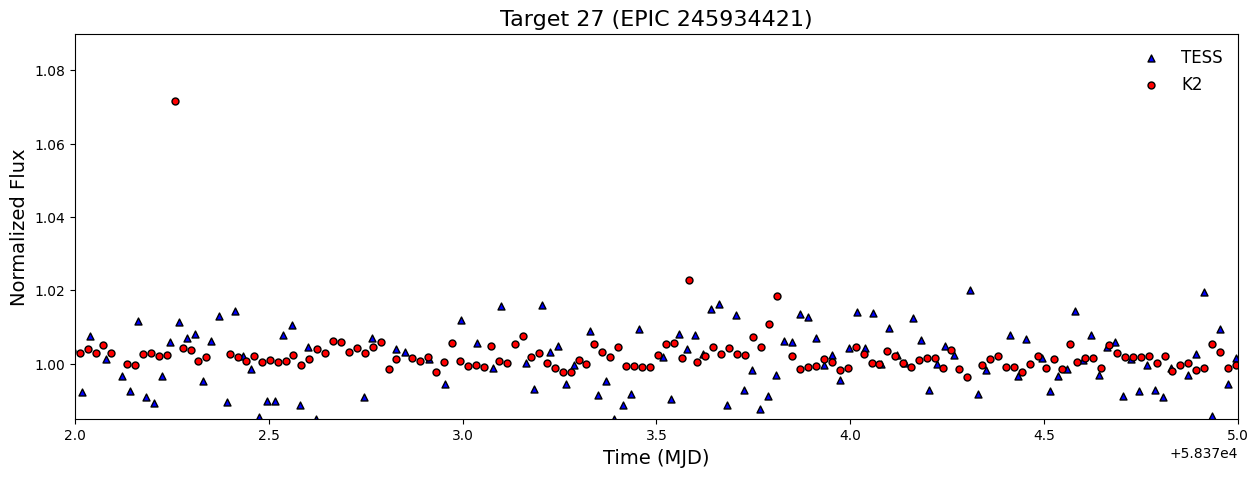 Target 27 (EPIC 245934421)
TESS
K2
Normalized Flux
1.08
1.06
1.04
1.02
1.00
2.0 2.5 3.0 3.5 4.0 4.5 5.0
+5.837e4
Time (MJD)